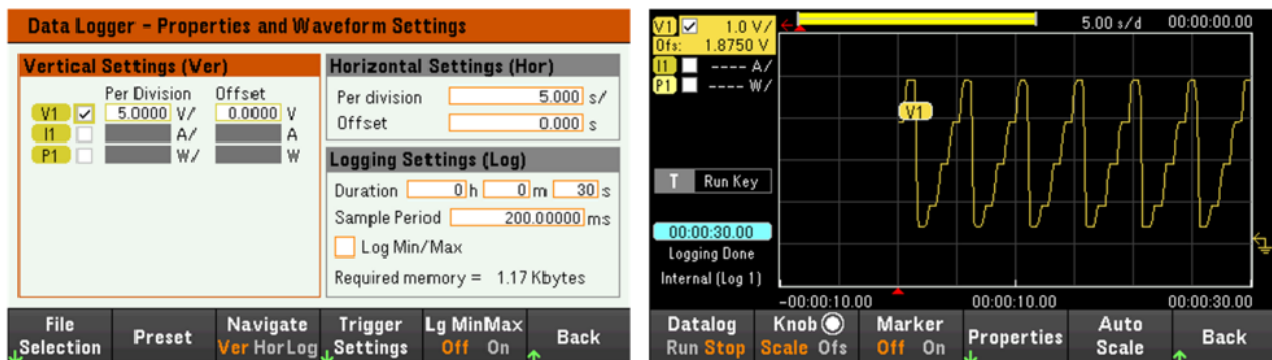 Data Logger - Properties and Waveform Settings
Vertical Settings (Ver)
Per Division Offset
V1 5.0000 V/ 0.0000 V
I1 A/ A
P1 W/ W
Horizontal Settings (Hor)
Per division 5.000 s/
Offset 0.000 s
Logging Settings (Log)
Duration 0 h 0 m 30 s
Sample Period 200.00000 ms
Log Min/Max
Required memory = 1.17 Kbytes
File Selection
Preset
Navigate
Ver Hor Log
Trigger Settings
Lg MinMax
Off On
Back
V1 1.0 V/
Ofs: 1.8750 V
I1 ---- A/
P1 ---- W/
5.00 s/d 00:00:00.00
V1
T Run Key
00:00:30.00
Logging Done
Internal (Log 1)
-00:00:10.00 00:00:10.00 00:00:30.00
Datalog
Run Stop
Knob
Scale Ofs
Marker
Off On
Properties
Auto Scale
Back